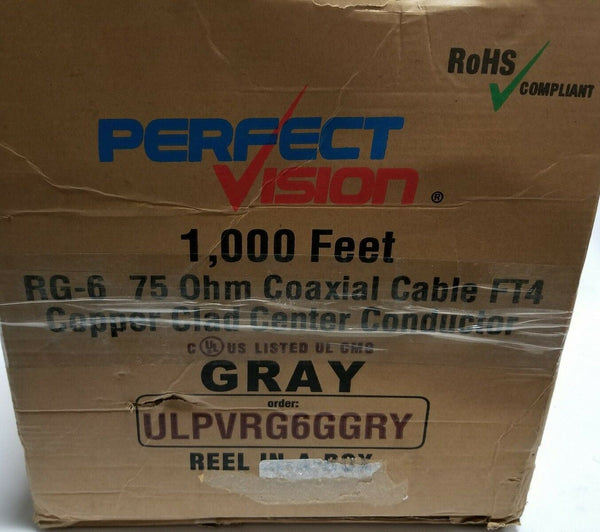 RoHS
COMPLIANT
PERFECT
VISION ®
1,000 Feet
RG-6 75 Ohm Coaxial Cable FT4
Copper Clad Center Conductor
C UL US LISTED UL CMG
GRAY
order:
ULPVRG6GGRY
REEL IN A BOX